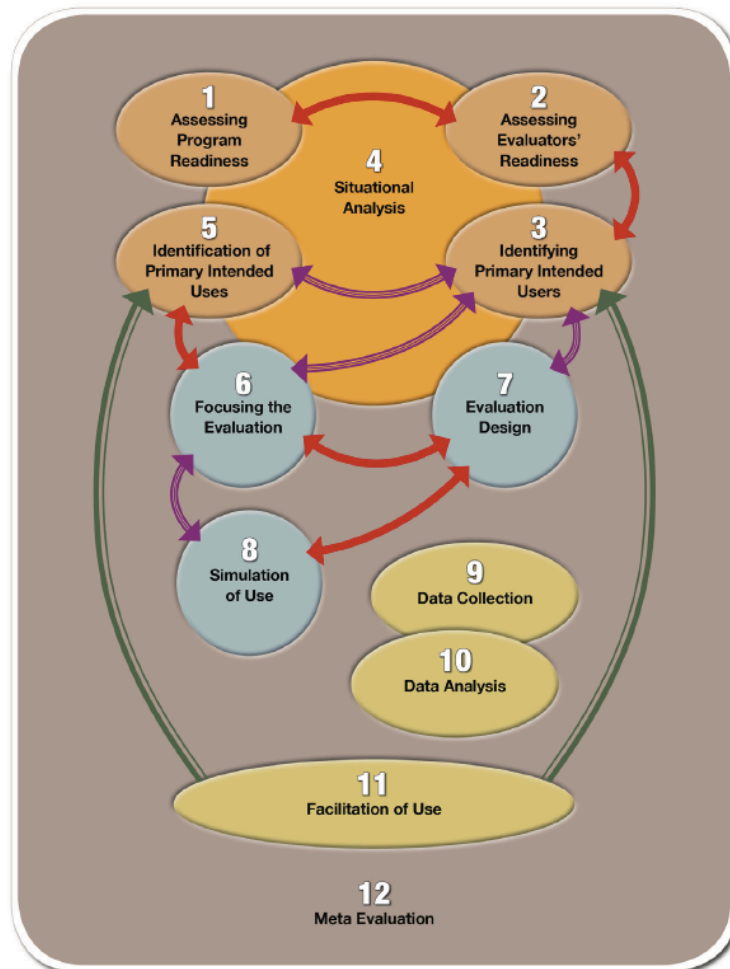 1
Assessing
Program
Readiness
2
Assessing
Evaluators'
Readiness
4
Situational
Analysis
5
Identification of
Primary Intended
Uses
3
Identifying
Primary Intended
Users
6
Focusing the
Evaluation
7
Evaluation
Design
8
Simulation
of Use
9
Data Collection
10
Data Analysis
11
Facilitation of Use
12
Meta Evaluation